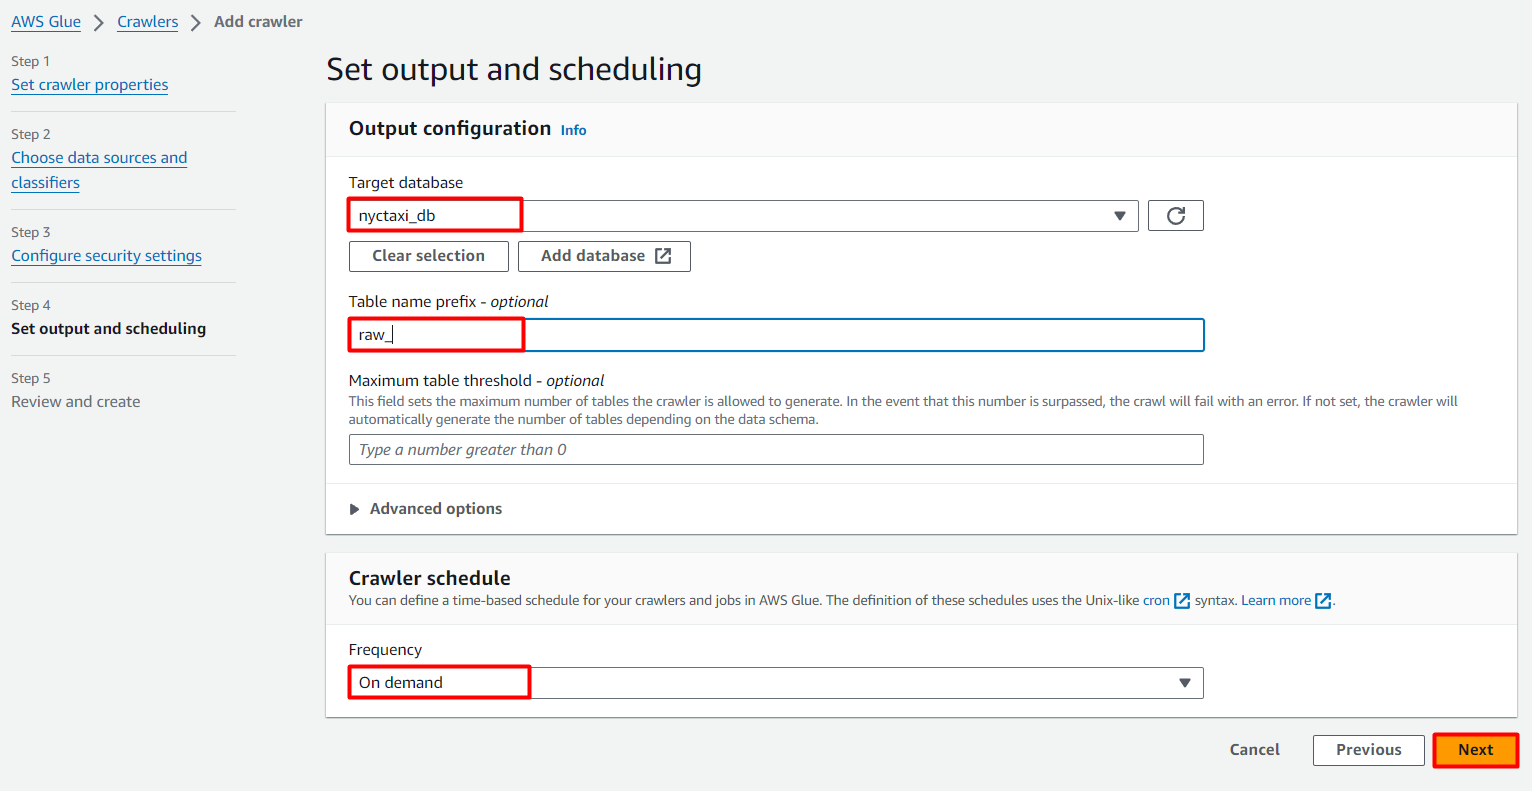 AWS Glue > Crawlers > Add crawler
Step 1
Set crawler properties
Step 2
Choose data sources and
classifiers
Step 3
Configure security settings
Step 4
Set output and scheduling
Step 5
Review and create
Set output and scheduling
Output configuration Info
Target database
nyctaxi_db
Clear selection Add database
Table name prefix - optional
raw_
Maximum table threshold - optional
This field sets the maximum number of tables the crawler is allowed to generate. In the event that this number is surpassed, the crawl will fail with an error. If not set, the crawler will
automatically generate the number of tables depending on the data schema.
Type a number greater than 0
Advanced options
Crawler schedule
You can define a time-based schedule for your crawlers and jobs in AWS Glue. The definition of these schedules uses the Unix-like cron syntax. Learn more .
Frequency
On demand
Cancel Previous Next